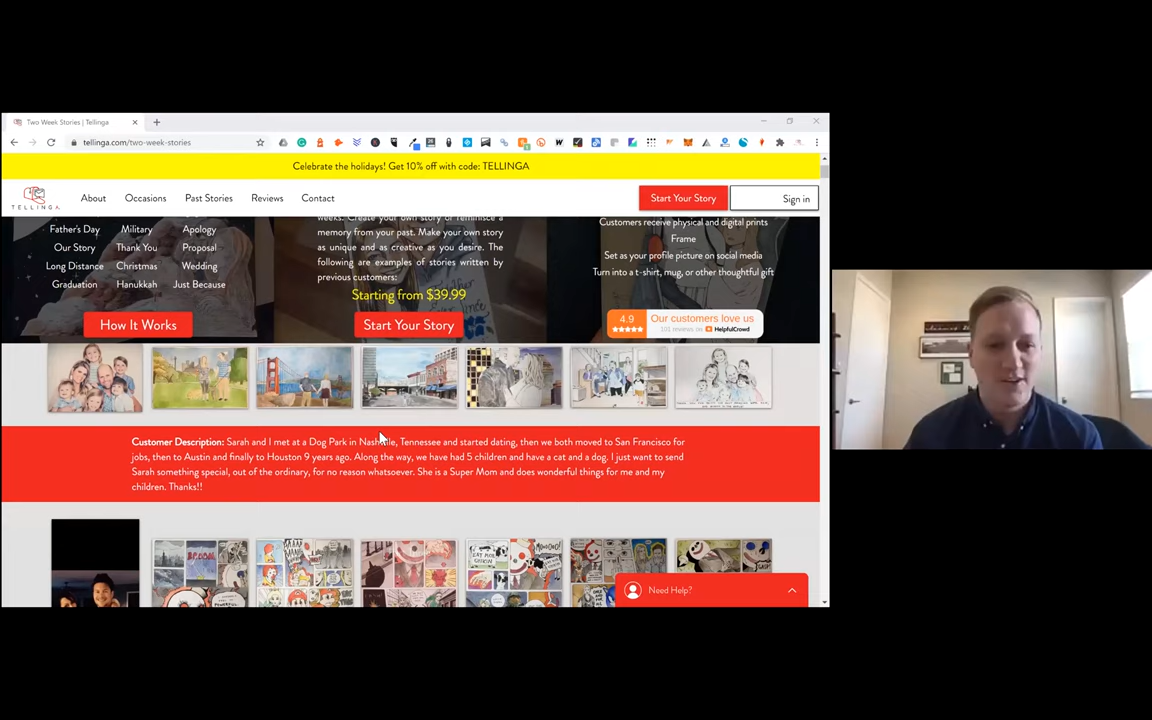 Two Week Stories | Tellinga
tellinga.com/two-week-stories
Celebrate the holidays! Get 10% off with code: TELLINGA
TELLINGA
About
Occasions
Past Stories
Reviews
Contact
Start Your Story
Sign in
Father's Day
Military
Apology
Our Story
Thank You
Proposal
Long Distance
Christmas
Wedding
Graduation
Hanukkah
Just Because
How It Works
weeks. Create your own story or reminisce a
memory from your past. Make your own story
as unique and as creative as you desire. The
following are examples of stories written by
previous customers:
Starting from $39.99
Start Your Story
Customers receive physical and digital prints
Frame
Set as your profile picture on social media
Turn into a t-shirt, mug, or other thoughtful gift
4.9
Our customers love us
101 reviews on HelpfulCrowd
Customer Description: Sarah and I met at a Dog Park in Nashville, Tennessee and started dating, then we both moved to San Francisco for
jobs, then to Austin and finally to Houston 9 years ago. Along the way, we have had 5 children and have a cat and a dog. I just want to send
Sarah something special, out of the ordinary, for no reason whatsoever. She is a Super Mom and does wonderful things for me and my
children. Thanks!!
Need Help?